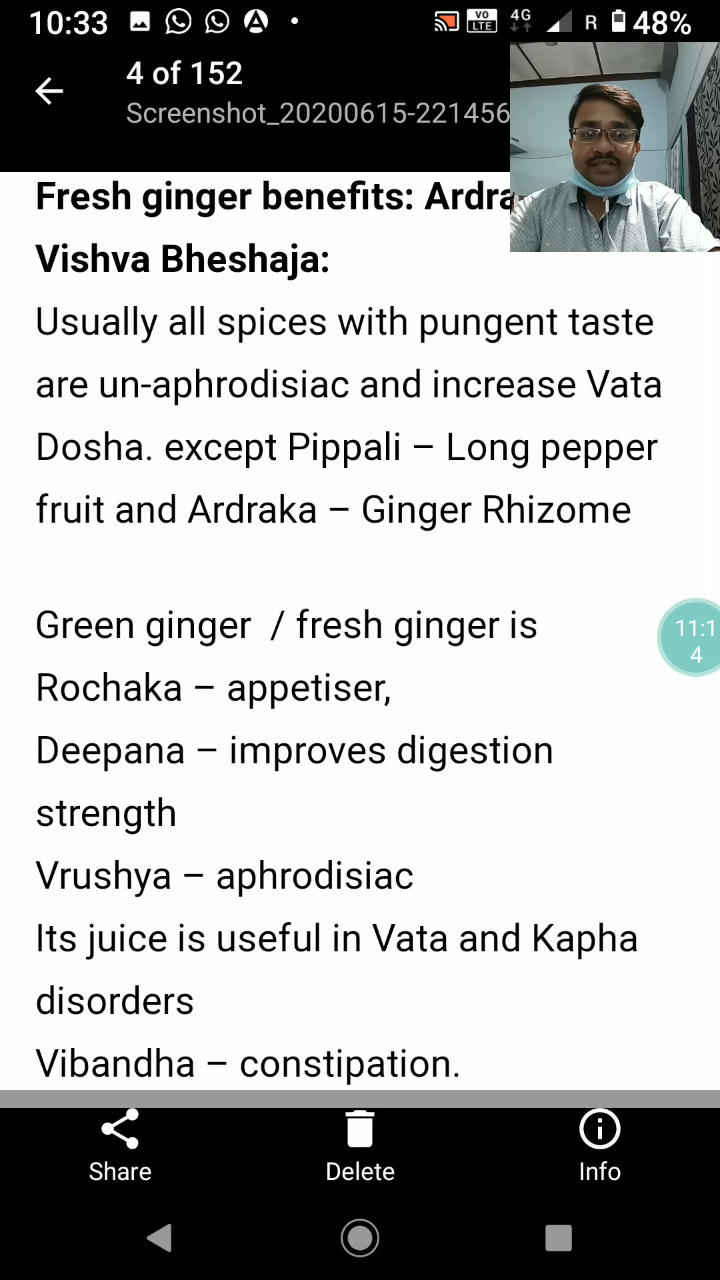 10:33
VO LTE 4G R 48%
4 of 152
Screenshot_20200615-221456
Fresh ginger benefits: Ardra
Vishva Bheshaja:
Usually all spices with pungent taste
are un-aphrodisiac and increase Vata
Dosha. except Pippali – Long pepper
fruit and Ardraka – Ginger Rhizome
Green ginger  / fresh ginger is
Rochaka – appetiser,
Deepana – improves digestion
strength
Vrushya – aphrodisiac
Its juice is useful in Vata and Kapha
disorders
Vibandha – constipation.
11:1
4
Share
Delete
Info